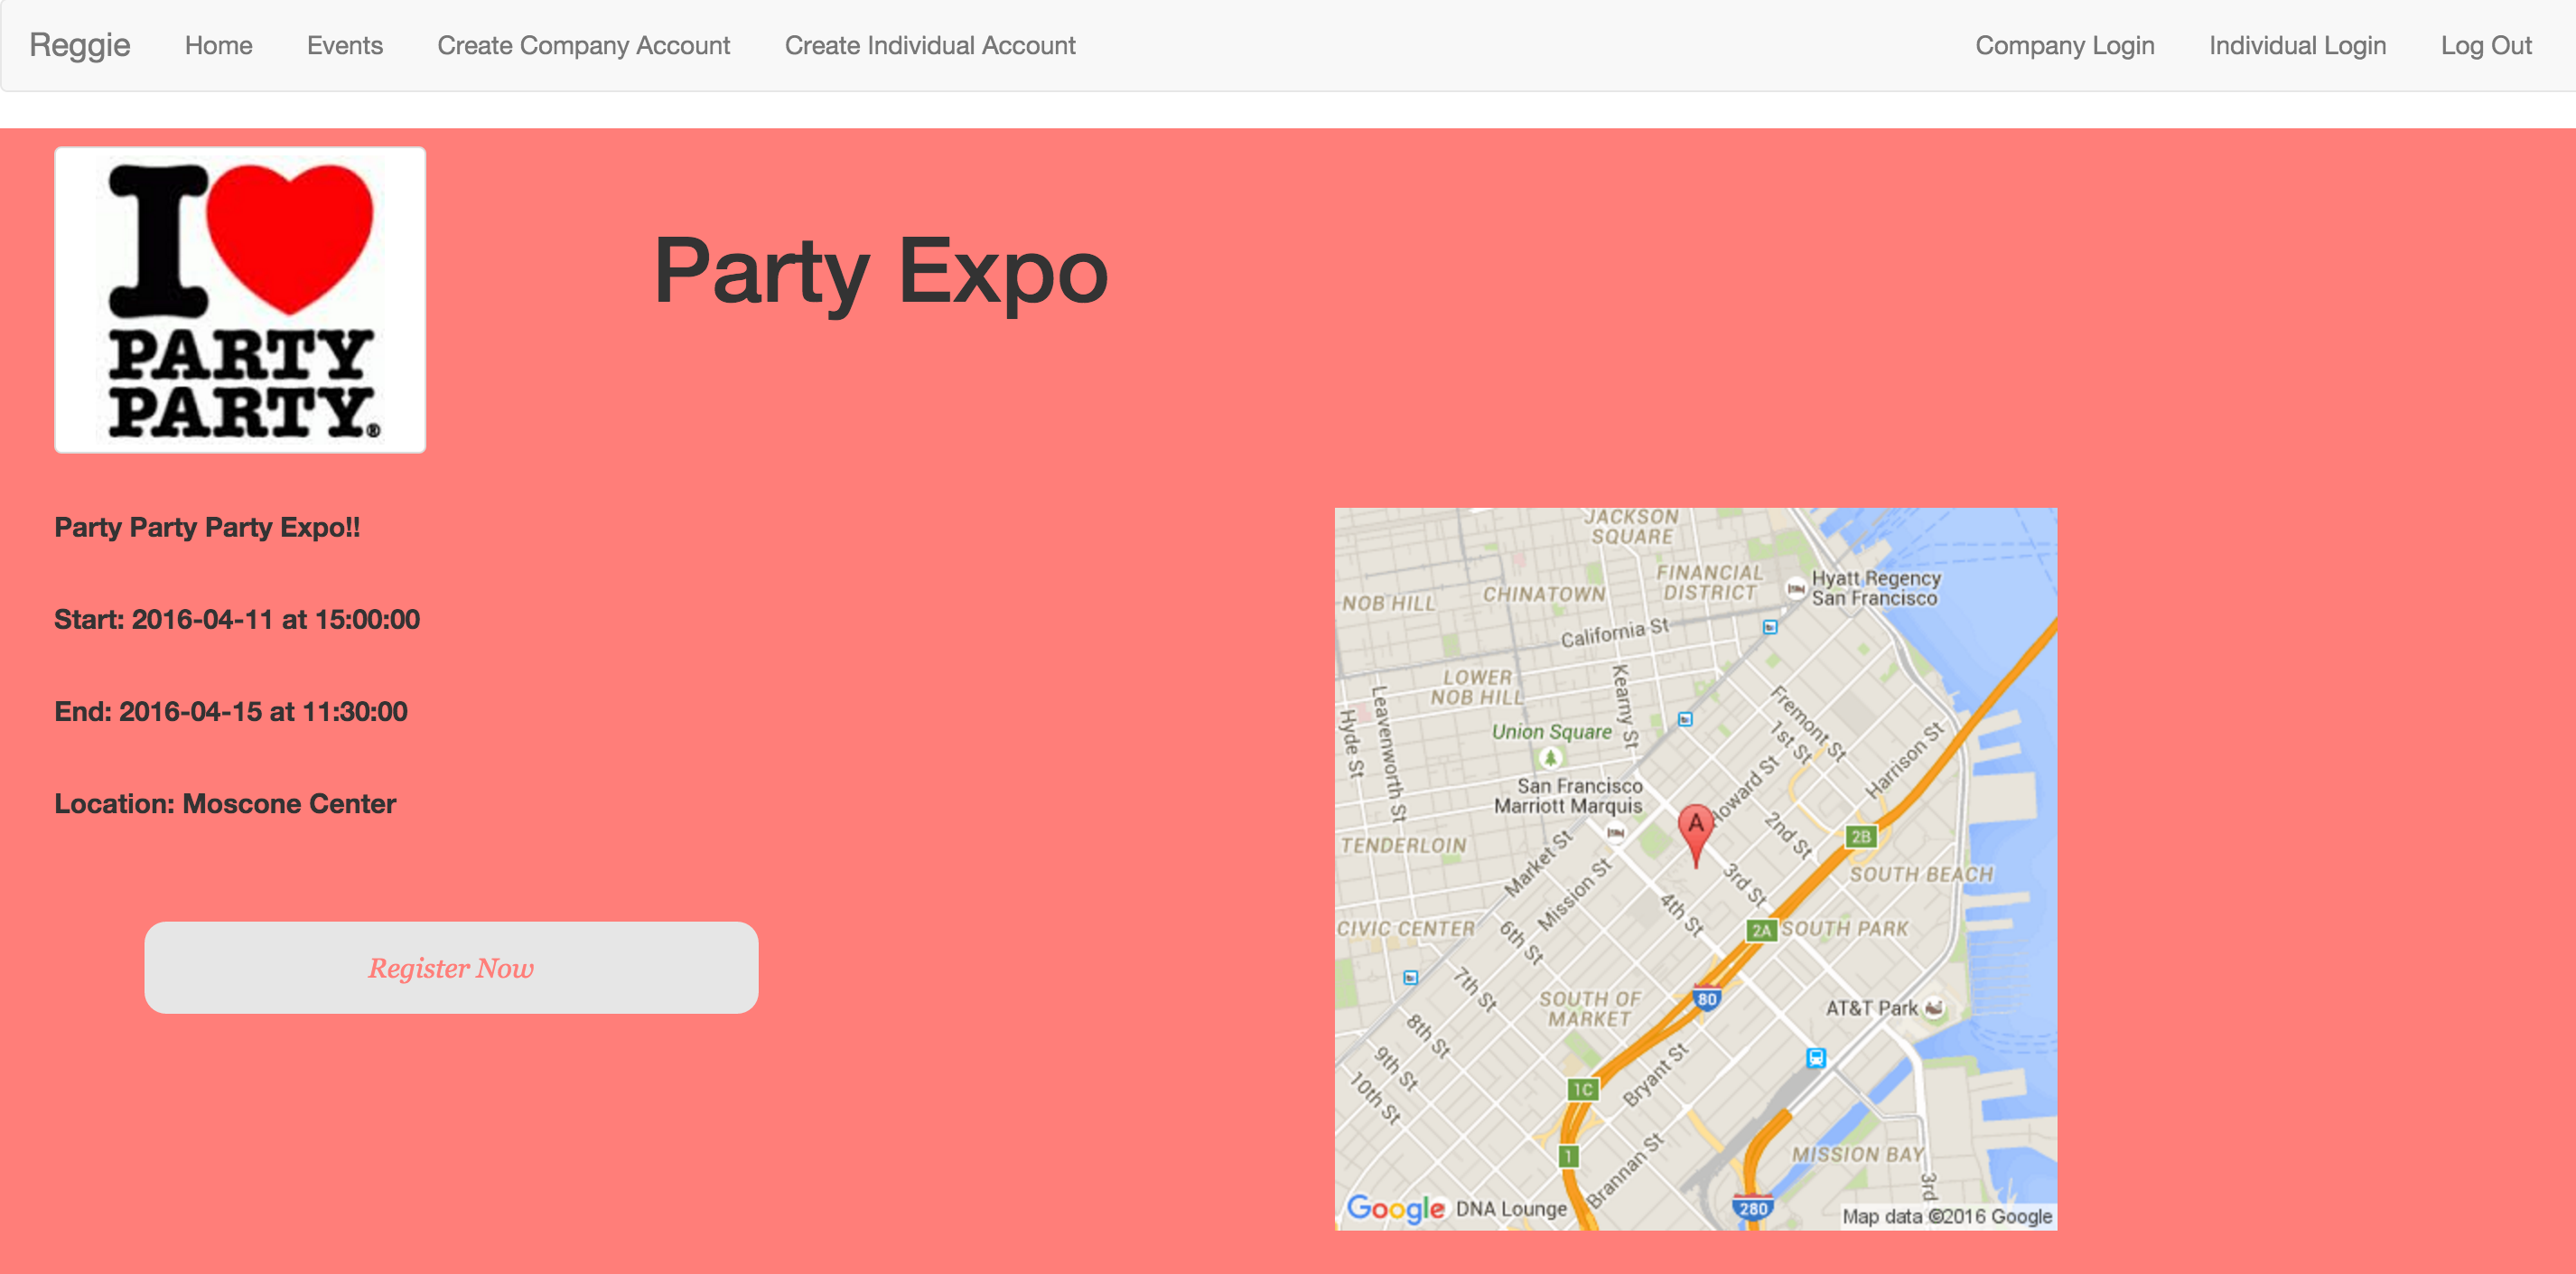 Reggie Home Events Create Company Account Create Individual Account Company Login Individual Login Log Out
I
PARTY
PARTY®
Party Expo
Party Party Party Expo!!
Start: 2016-04-11 at 15:00:00
End: 2016-04-15 at 11:30:00
Location: Moscone Center
Register Now
JACKSON
SQUARE
FINANCIAL
DISTRICT
Hyatt Regency
San Francisco
CHINATOWN
NOB HILL
California St
LOWER
NOB HILL
Kearny St
Leavenworth St
Hyde St
Union Square
Fremont St
1st St
Harrison St
San Francisco
Marriott Marquis
Howard St
A
2nd St
2B
TENDERLOIN
Market St
Mission St
3rd St
SOUTH BEACH
4th St
CIVIC CENTER
6th St
2A
SOUTH PARK
7th St
SOUTH OF
MARKET
80
AT&T Park
8th St
9th St
10th St
1C
Bryant St
1
Brannan St
MISSION BAY
3rd
280
Google
DNA Lounge
Map data ©2016 Google